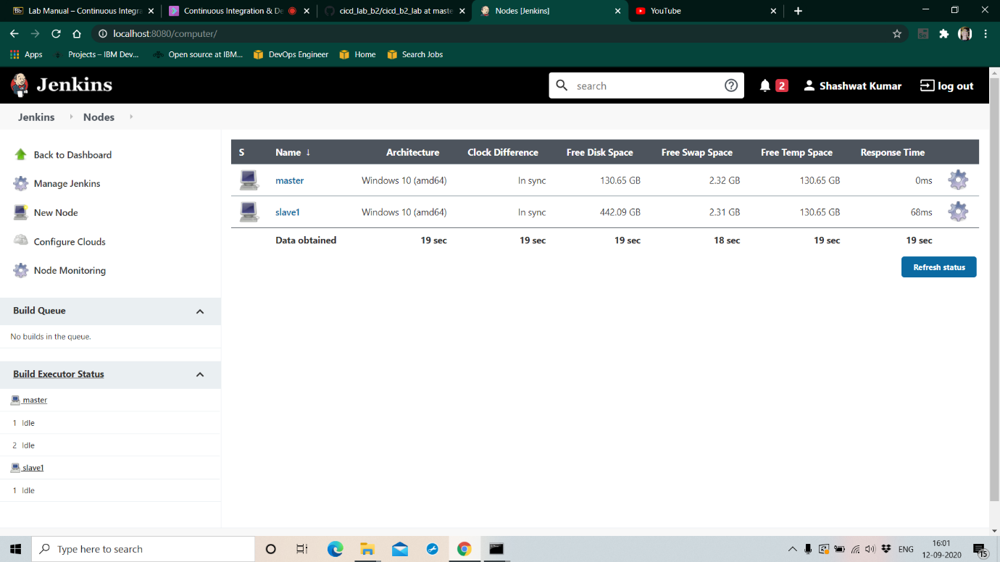 Lab Manual – Continuous Integra
Continuous Integration & De
cicd_lab_b2/cicd_b2_lab at maste
Nodes [Jenkins]
YouTube
localhost:8080/computer/
Apps
Projects – IBM Dev...
Open source at IBM...
DevOps Engineer
Home
Search Jobs
Jenkins
search
2
Shashwat Kumar
log out
Jenkins
Nodes
Back to Dashboard
Manage Jenkins
New Node
Configure Clouds
Node Monitoring
Build Queue
No builds in the queue.
Build Executor Status
master
1 Idle
2 Idle
slave1
1 Idle
S Name ↓ Architecture Clock Difference Free Disk Space Free Swap Space Free Temp Space Response Time
master Windows 10 (amd64) In sync 130.65 GB 2.32 GB 130.65 GB 0ms
slave1 Windows 10 (amd64) In sync 442.09 GB 2.31 GB 130.65 GB 68ms
Data obtained 19 sec 19 sec 19 sec 18 sec 19 sec 19 sec
Refresh status
Type here to search
ENG
16:01
12-09-2020
15